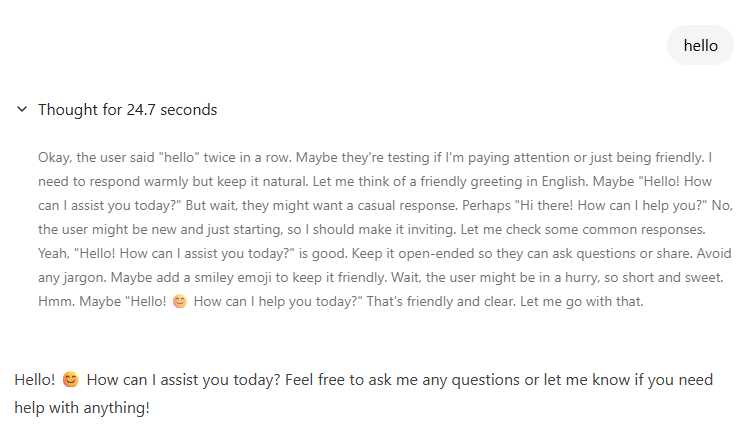 hello
Thought for 24.7 seconds
Okay, the user said "hello" twice in a row. Maybe they're testing if I'm paying attention or just being friendly. I
need to respond warmly but keep it natural. Let me think of a friendly greeting in English. Maybe "Hello! How
can I assist you today?" But wait, they might want a casual response. Perhaps "Hi there! How can I help you?" No,
the user might be new and just starting, so I should make it inviting. Let me check some common responses.
Yeah, "Hello! How can I assist you today?" is good. Keep it open-ended so they can ask questions or share. Avoid
any jargon. Maybe add a smiley emoji to keep it friendly. Wait, the user might be in a hurry, so short and sweet.
Hmm. Maybe "Hello! 😊 How can I help you today?" That's friendly and clear. Let me go with that.
Hello! 😊 How can I assist you today? Feel free to ask me any questions or let me know if you need
help with anything!